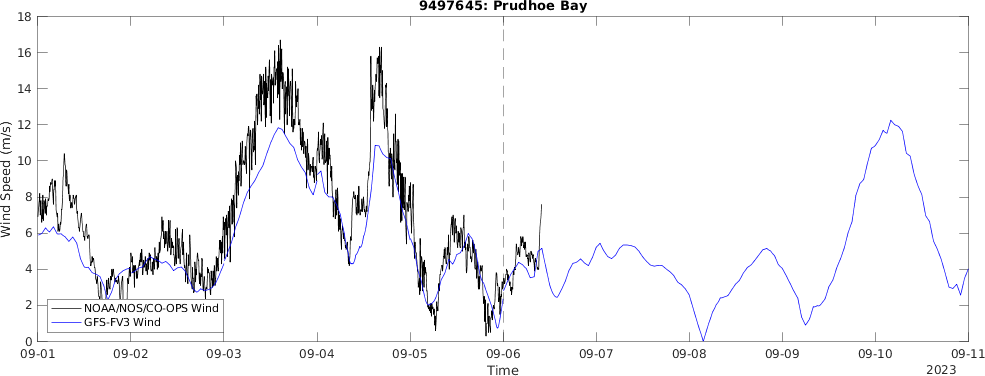 9497645: Prudhoe Bay
18
16
14
12
10
8
6
4
2
0
Wind Speed (m/s)
NOAA/NOS/CO-OPS Wind
GFS-FV3 Wind
09-01 09-02 09-03 09-04 09-05 09-06 09-07 09-08 09-09 09-10 09-11
Time
2023